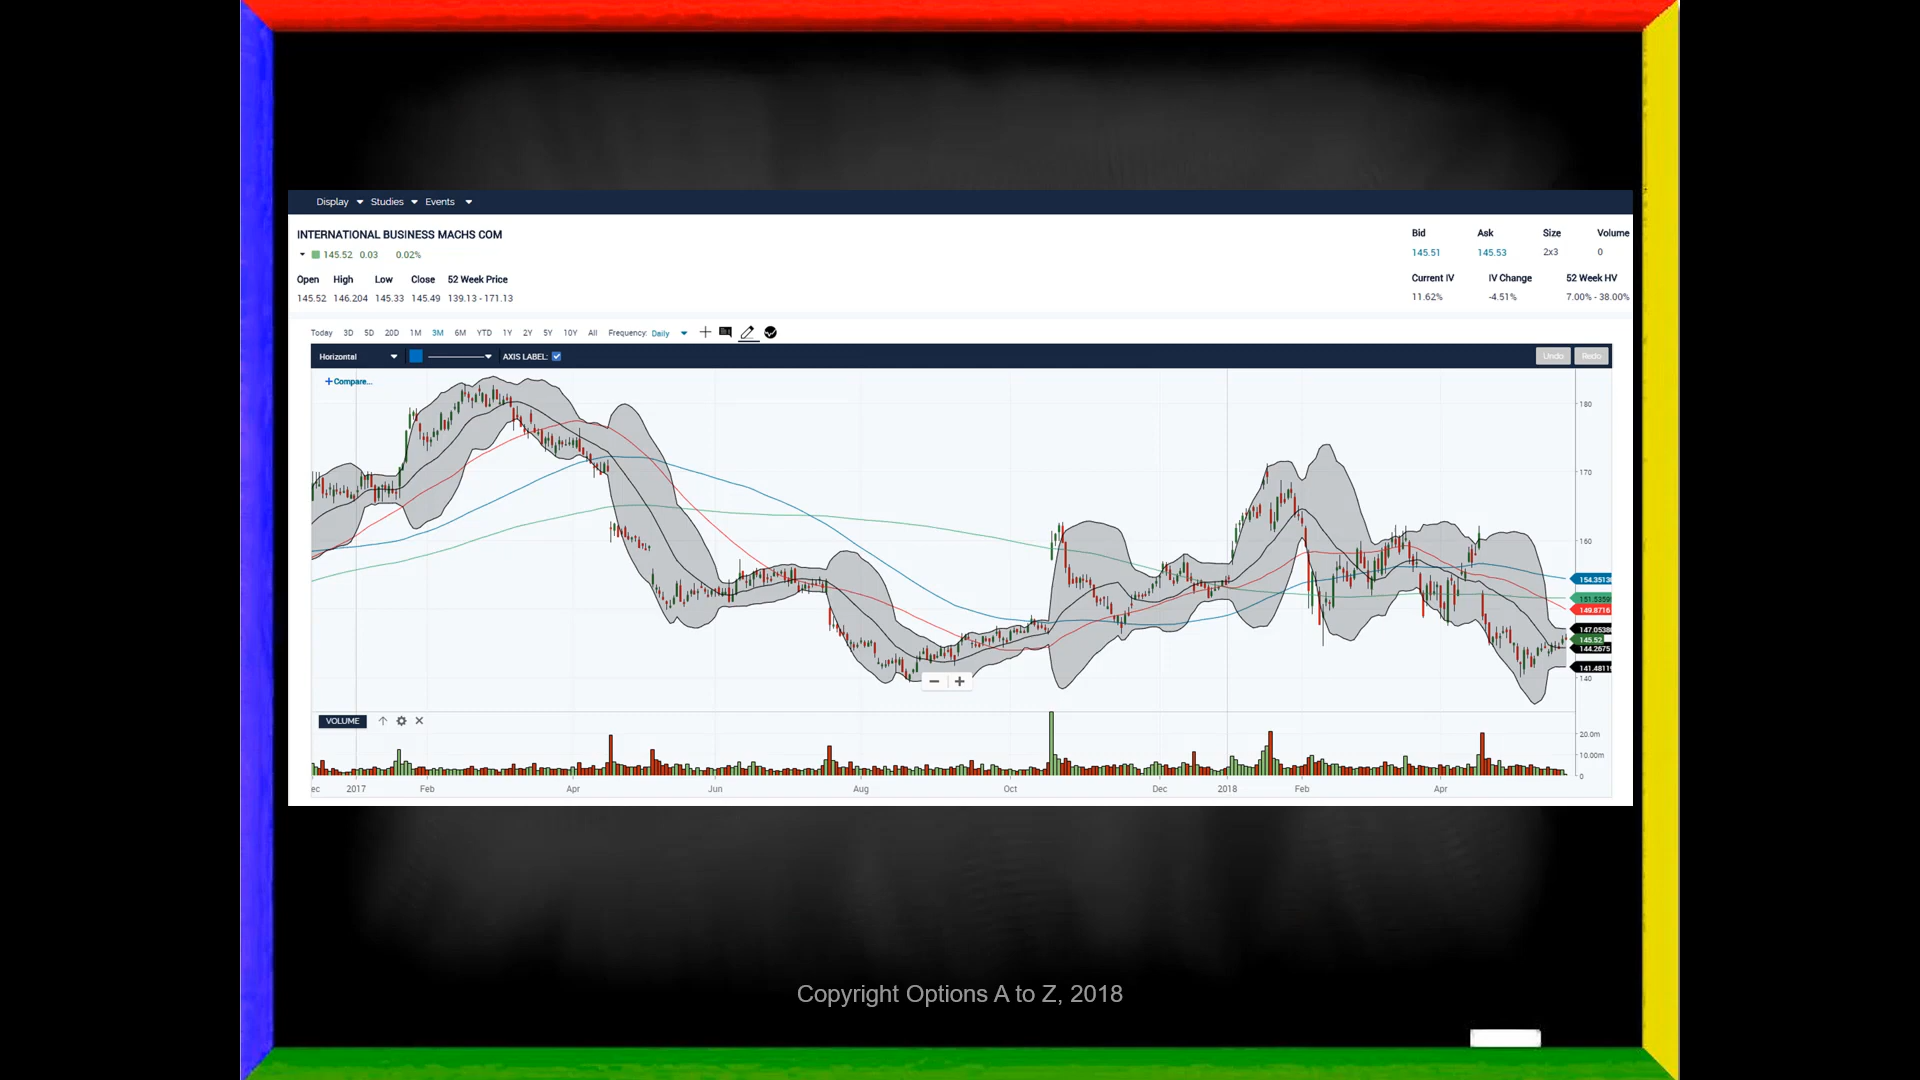 Display Studies Events
INTERNATIONAL BUSINESS MACHS COM
145.52 0.03 0.02%
Open High Low Close 52 Week Price
145.52 146.204 145.33 145.49 139.13 - 171.13
Bid Ask Size Volume
145.51 145.53 2x3 0
Current IV IV Change 52 Week HV
11.62% -4.51% 7.00% - 38.00%
Today 3D 5D 20D 1M 3M 6M YTD 1Y 2Y 5Y 10Y All Frequency: Daily
Horizontal AXIS LABEL: Undo Redo
+Compare...
180
170
160
154.3513
151.5359
149.8716
147.0538
145.52
144.2675
141.4811
140
VOLUME
20.0m
10.00m
0
ec 2017 Feb Apr Jun Aug Oct Dec 2018 Feb Apr
Copyright Options A to Z, 2018